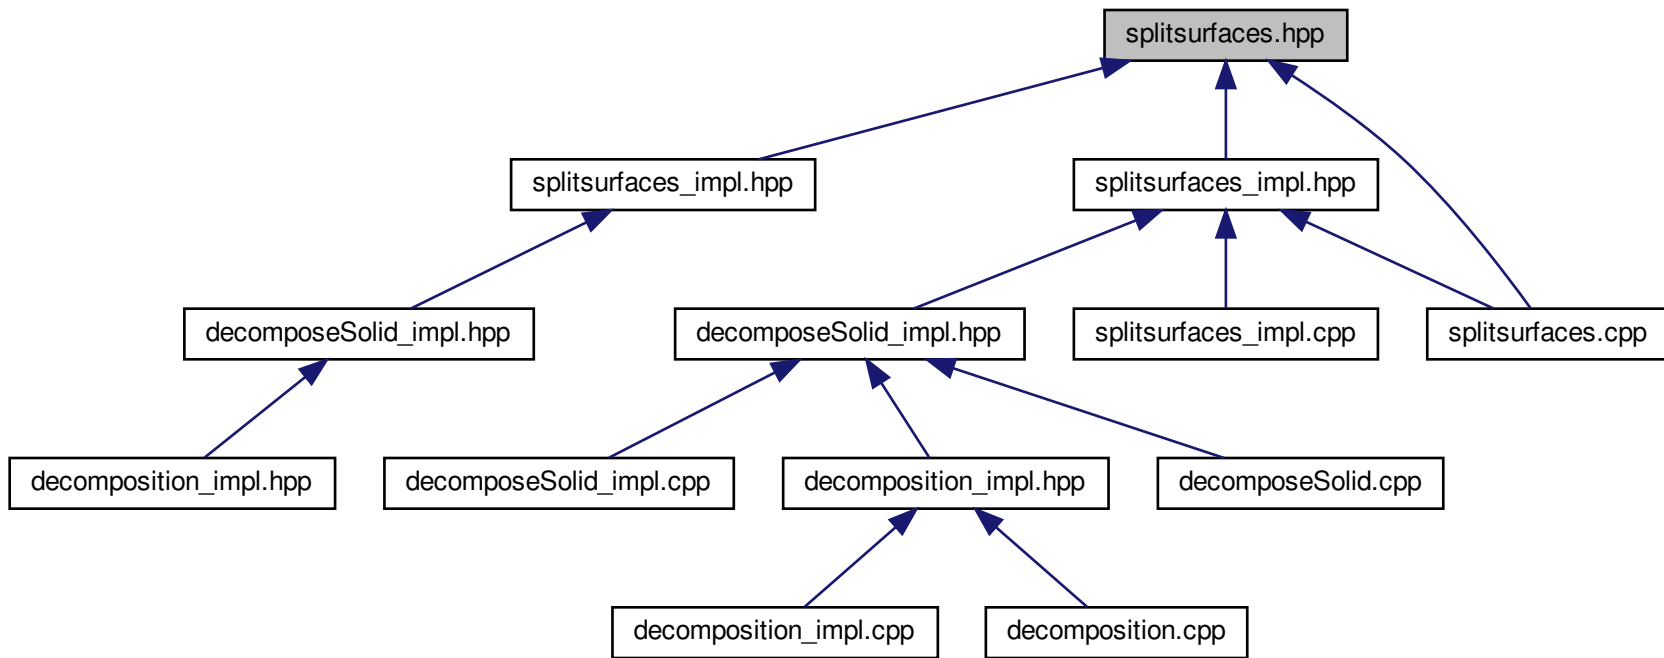 splitsurfaces.hpp
splitsurfaces_impl.hpp
splitsurfaces_impl.hpp
decomposeSolid_impl.hpp
decomposeSolid_impl.hpp
splitsurfaces_impl.cpp
splitsurfaces.cpp
decomposition_impl.hpp
decomposeSolid_impl.cpp
decomposition_impl.hpp
decomposeSolid.cpp
decomposition_impl.cpp
decomposition.cpp